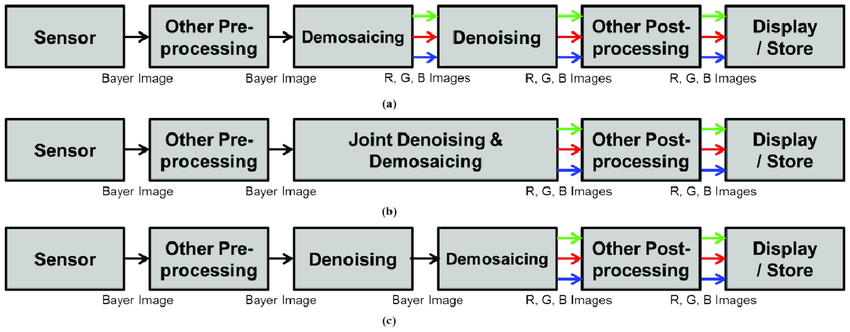 Sensor
Other Pre-
processing
Demosaicing
Denoising
Other Post-
processing
Display
/ Store
Bayer Image
Bayer Image
R, G, B Images
R, G, B Images
R, G, B Images
(a)
Sensor
Other Pre-
processing
Joint Denoising &
Demosaicing
Other Post-
processing
Display
/ Store
Bayer Image
Bayer Image
R, G, B Images
R, G, B Images
(b)
Sensor
Other Pre-
processing
Denoising
Demosaicing
Other Post-
processing
Display
/ Store
Bayer Image
Bayer Image
Bayer Image
R, G, B Images
R, G, B Images
(c)